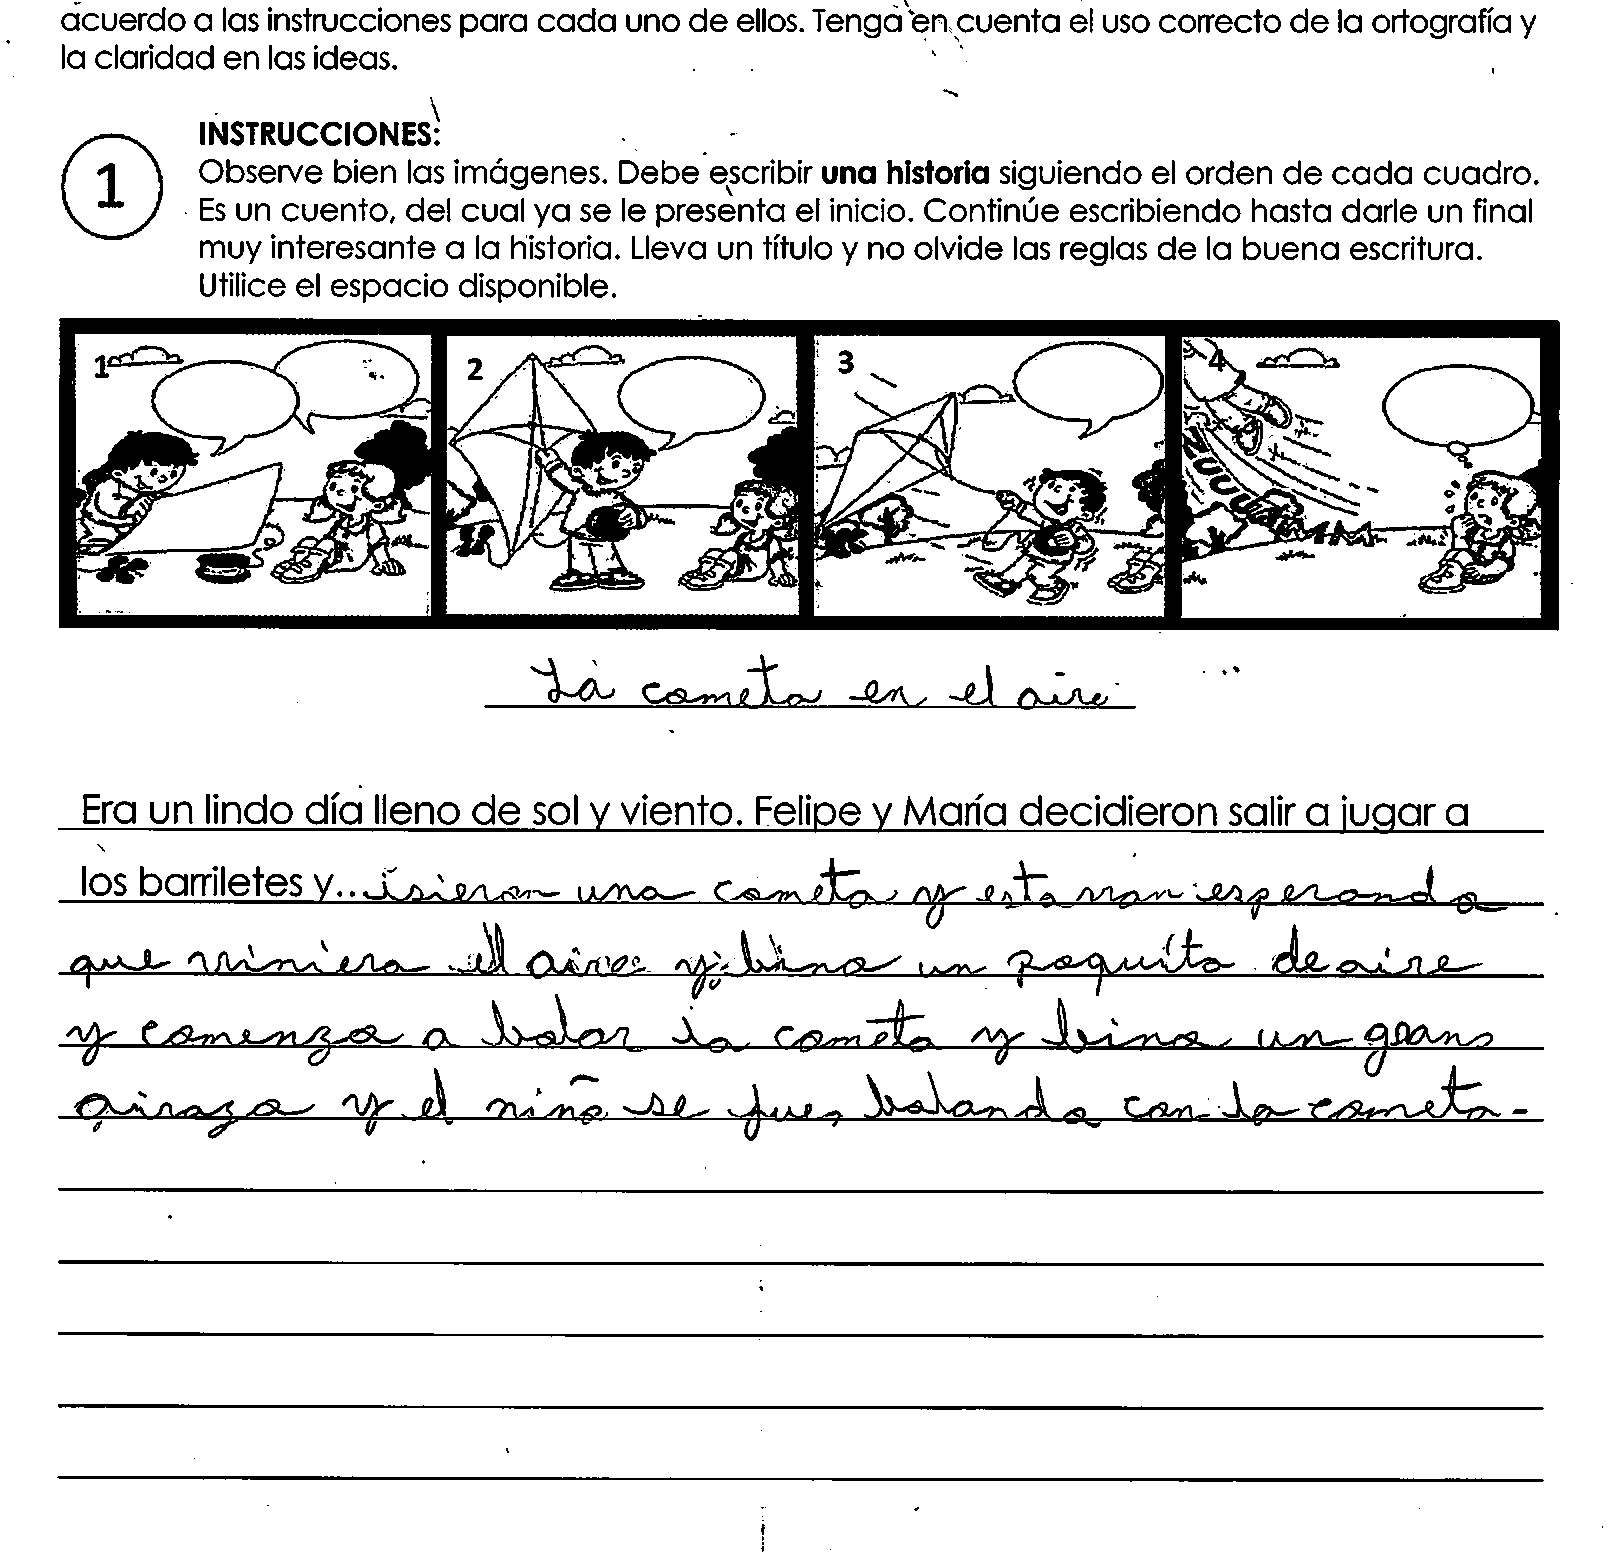 acuerdo a las instrucciones para cada uno de ellos. Tenga en cuenta el uso correcto de la ortografía y
la claridad en las ideas.
INSTRUCCIONES:
1
Observe bien las imágenes. Debe escribir una historia siguiendo el orden de cada cuadro.
Es un cuento, del cual ya se le presenta el inicio. Continúe escribiendo hasta darle un final
muy interesante a la historia. Lleva un título y no olvide las reglas de la buena escritura.
Utilice el espacio disponible.
1 2 3 4
ZUUUM
La cometa en el aire
Era un lindo día lleno de sol y viento. Felipe y María decidieron salir a jugar a
los barriletes y... isieron una cometa y estavan esperando
que viniera el aire y bino un poquito de aire
y comenzo a bolar la cometa y bino un gran
airazo y el niño se fue bolando con la cometa.